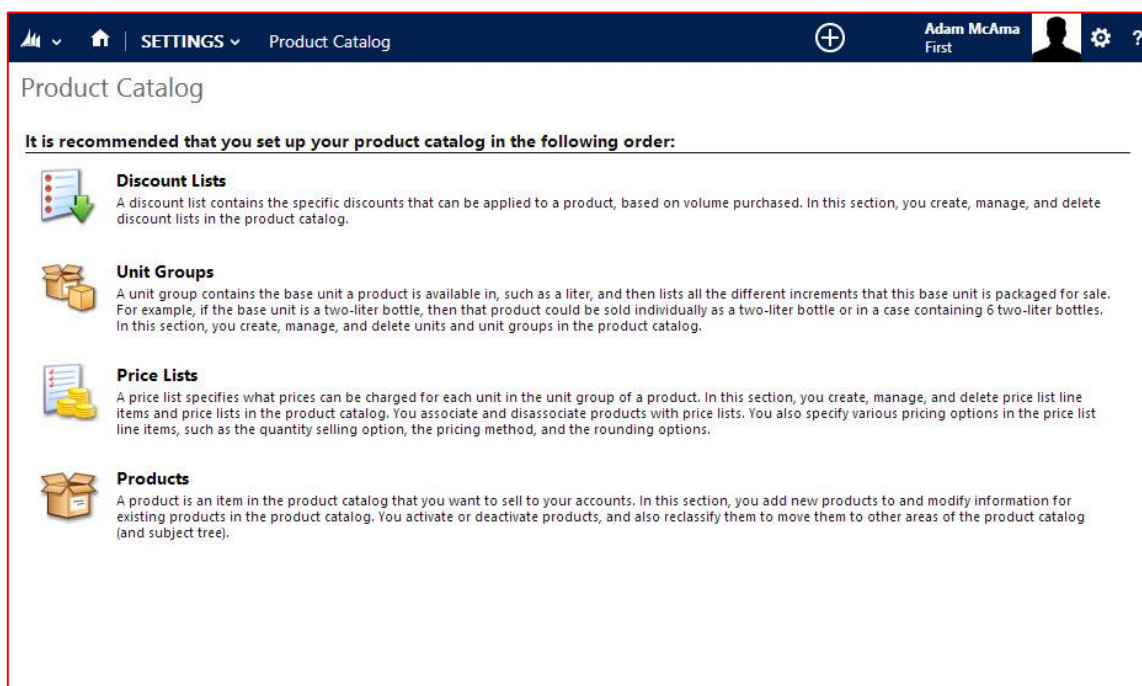 SETTINGS Product Catalog
Adam McAma
First
?
Product Catalog
It is recommended that you set up your product catalog in the following order:
Discount Lists
A discount list contains the specific discounts that can be applied to a product, based on volume purchased. In this section, you create, manage, and delete
discount lists in the product catalog.
Unit Groups
A unit group contains the base unit a product is available in, such as a liter, and then lists all the different increments that this base unit is packaged for sale.
For example, if the base unit is a two-liter bottle, then that product could be sold individually as a two-liter bottle or in a case containing 6 two-liter bottles.
In this section, you create, manage, and delete units and unit groups in the product catalog.
Price Lists
A price list specifies what prices can be charged for each unit in the unit group of a product. In this section, you create, manage, and delete price list line
items and price lists in the product catalog. You associate and disassociate products with price lists. You also specify various pricing options in the price list
line items, such as the quantity selling option, the pricing method, and the rounding options.
Products
A product is an item in the product catalog that you want to sell to your accounts. In this section, you add new products to and modify information for
existing products in the product catalog. You activate or deactivate products, and also reclassify them to move them to other areas of the product catalog
(and subject tree).